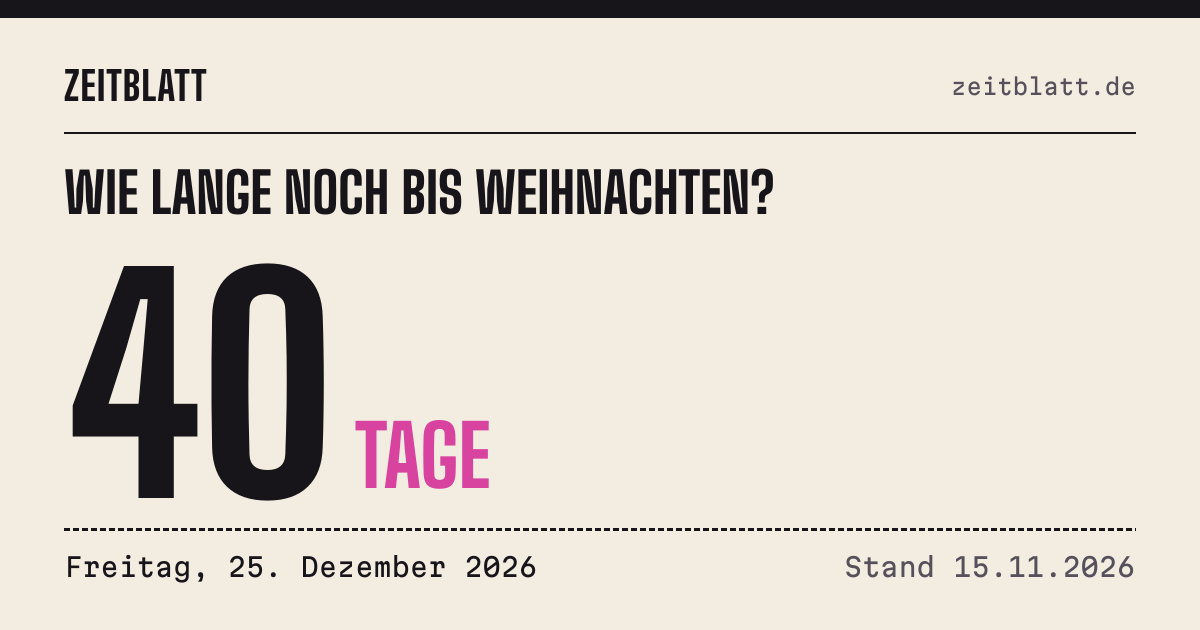 ZEITBLATT
zeitblatt.de
WIE LANGE NOCH BIS WEIHNACHTEN?
40 TAGE
Freitag, 25. Dezember 2026
Stand 15.11.2026